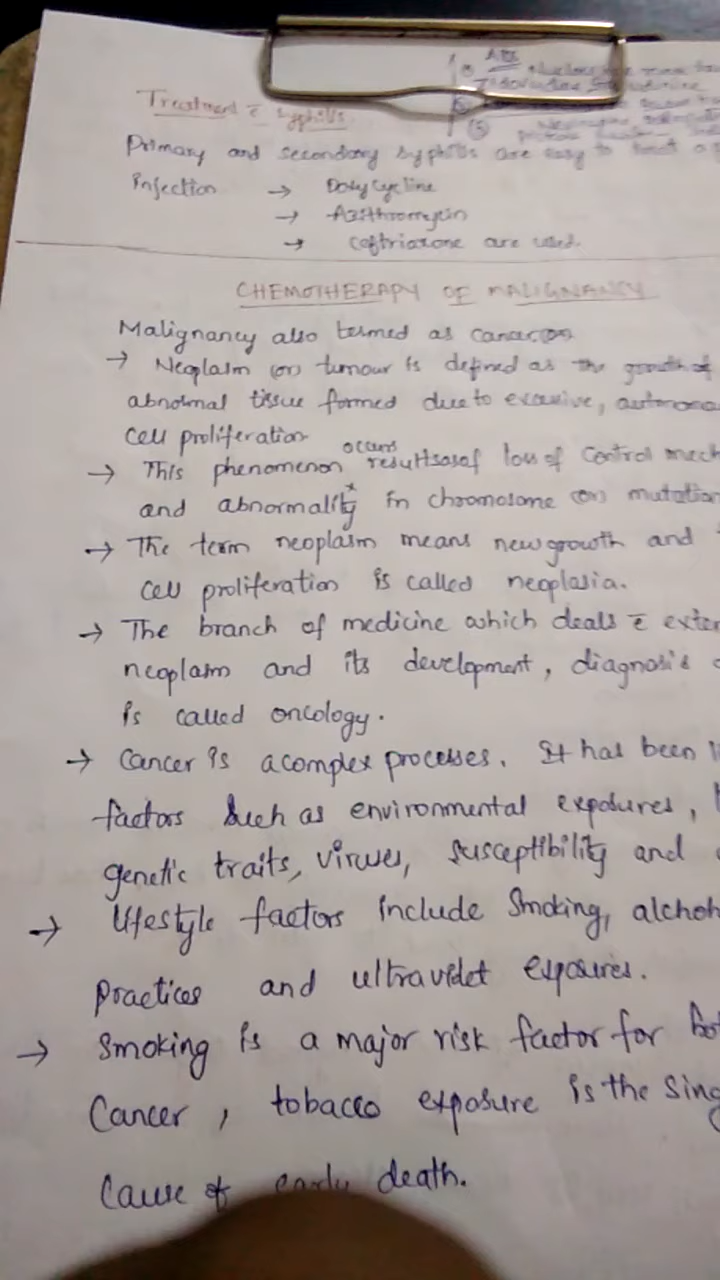 Treatment c̄ Syphilis
Primary and secondary Syphilis are easy to treat
Infection → Doxycycline
→ Azithromycin
→ Ceftriaxone are used.
CHEMOTHERAPY OF MALIGNANCY
Malignancy also termed as cancer
→ Neoplasm (or) tumour is defined as the growth of
abnormal tissue formed due to excessive,
cell proliferation
occurs
→ This phenomenon results of loss of control
and abnormality in chromosome (or) mutation
→ The term neoplasm means new growth and
cell proliferation is called neoplasia.
→ The branch of medicine which deals c̄
neoplasm and its development, diagnosis
is called oncology.
→ Cancer is a complex processes. It has been
factors such as environmental exposures,
genetic traits, viruses, susceptibility and
→ lifestyle factors include smoking, alchoh
practices and ultraviolet exposures.
→ Smoking is a major risk factor for
Cancer, tobacco exposure is the sing
cause of early death.